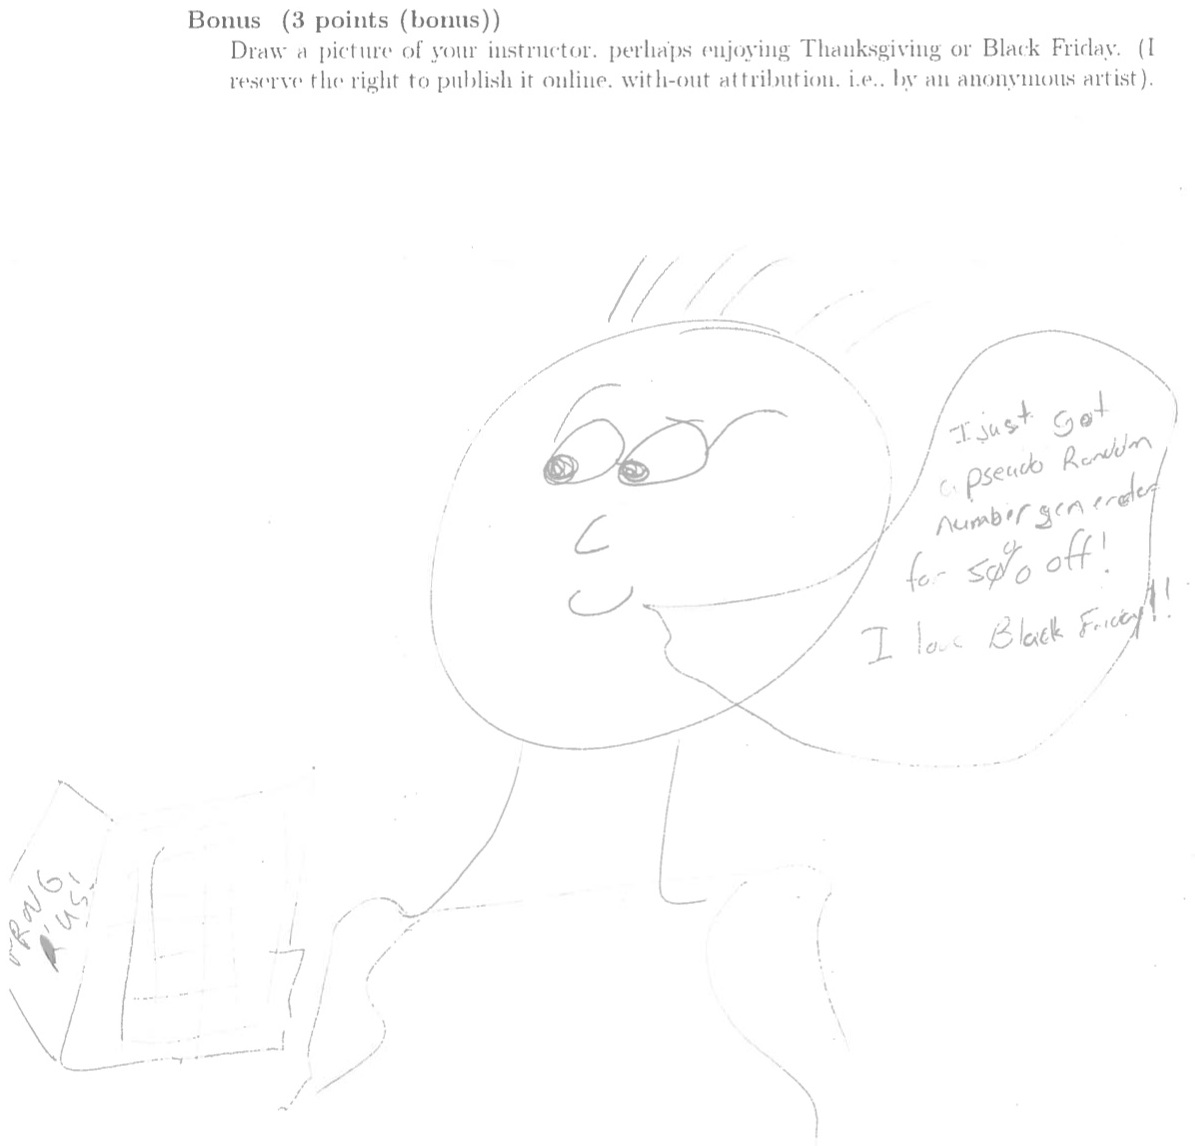 Bonus (3 points (bonus))
Draw a picture of your instructor, perhaps enjoying Thanksgiving or Black Friday. (I
reserve the right to publish it online, with-out attribution, i.e., by an anonymous artist).
I just got
a pseudo Random
number generator
for 50% off!
I love Black Friday!!
PRNG
R'US!